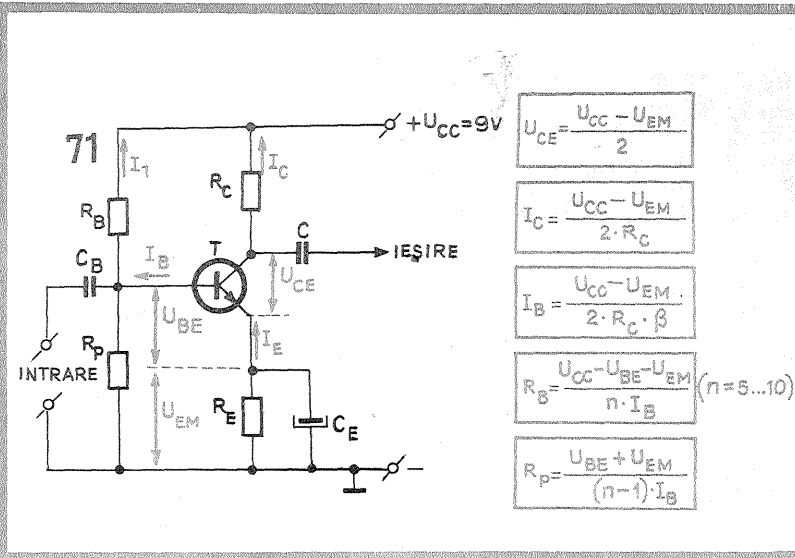 71
+U_CC=9V
I_1
R_C
I_C
R_B
T
C
IEȘIRE
C_B
I_B
U_CE
U_BE
R_P
I_E
INTRARE
U_EM
R_E
C_E
–
U_CE = (U_CC – U_EM) / 2
I_C = (U_CC – U_EM) / (2·R_C)
I_B = (U_CC – U_EM) / (2·R_C·β)
R_B = (U_CC – U_BE – U_EM) / (n·I_B) (n=5...10)
R_P = (U_BE + U_EM) / ((n–1)·I_B)